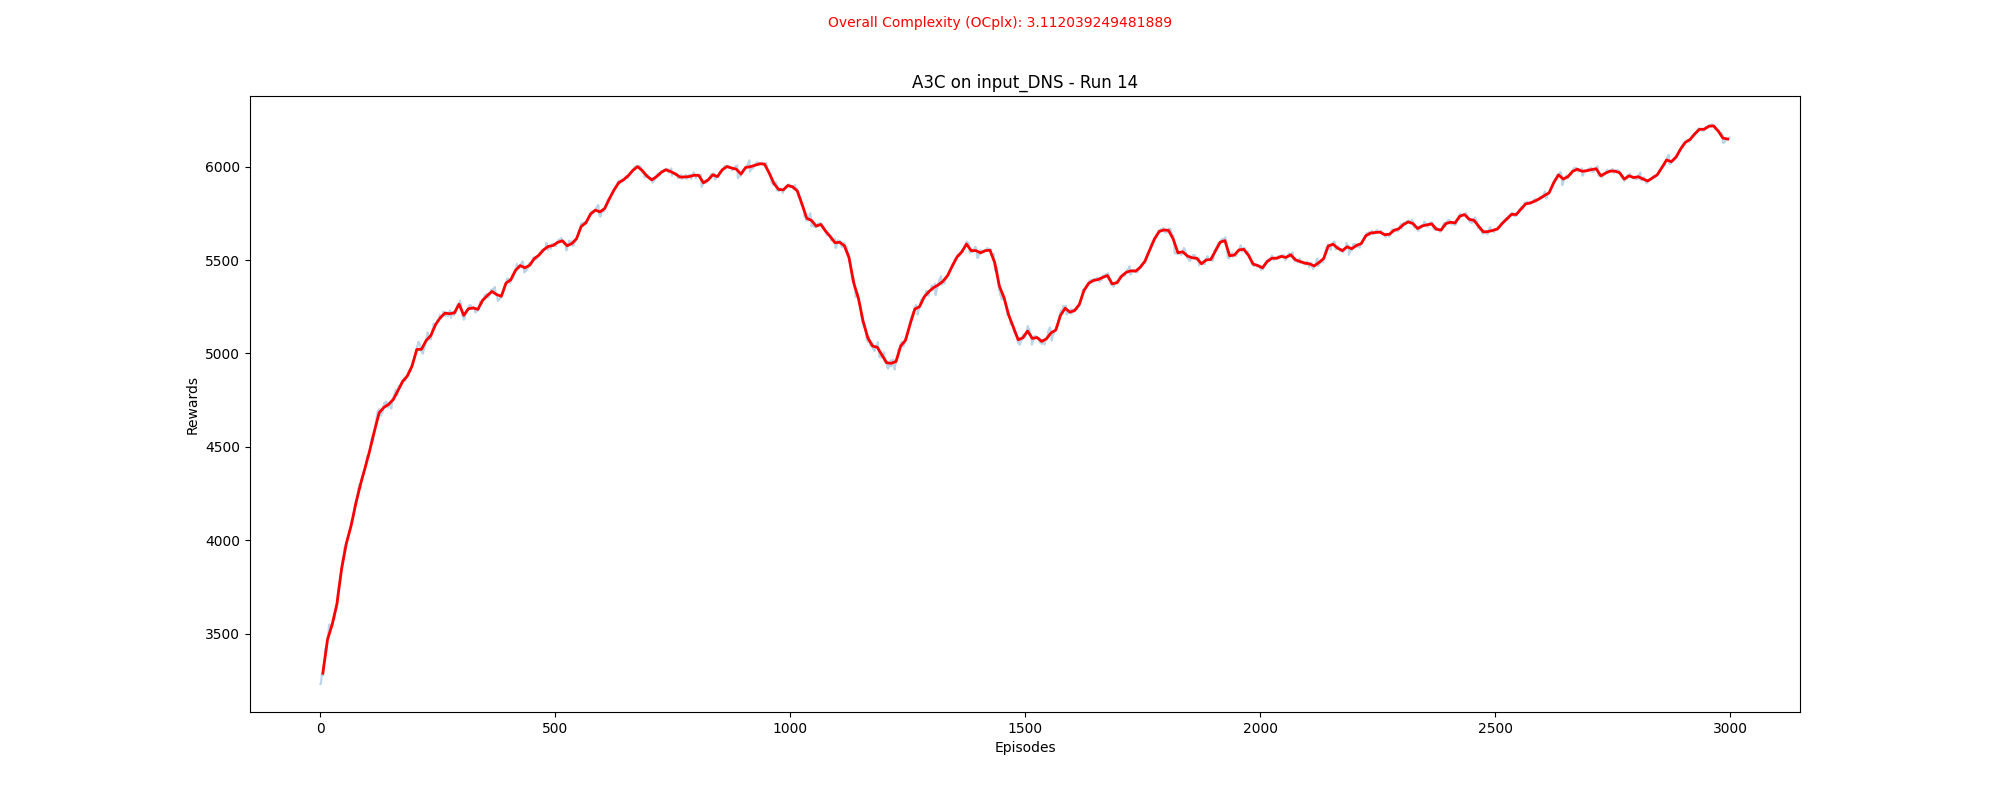 Overall Complexity (OCplx): 3.112039249481889
A3C on input_DNS - Run 14
6000
5500
5000
4500
4000
3500
Rewards
0 500 1000 1500 2000 2500 3000
Episodes